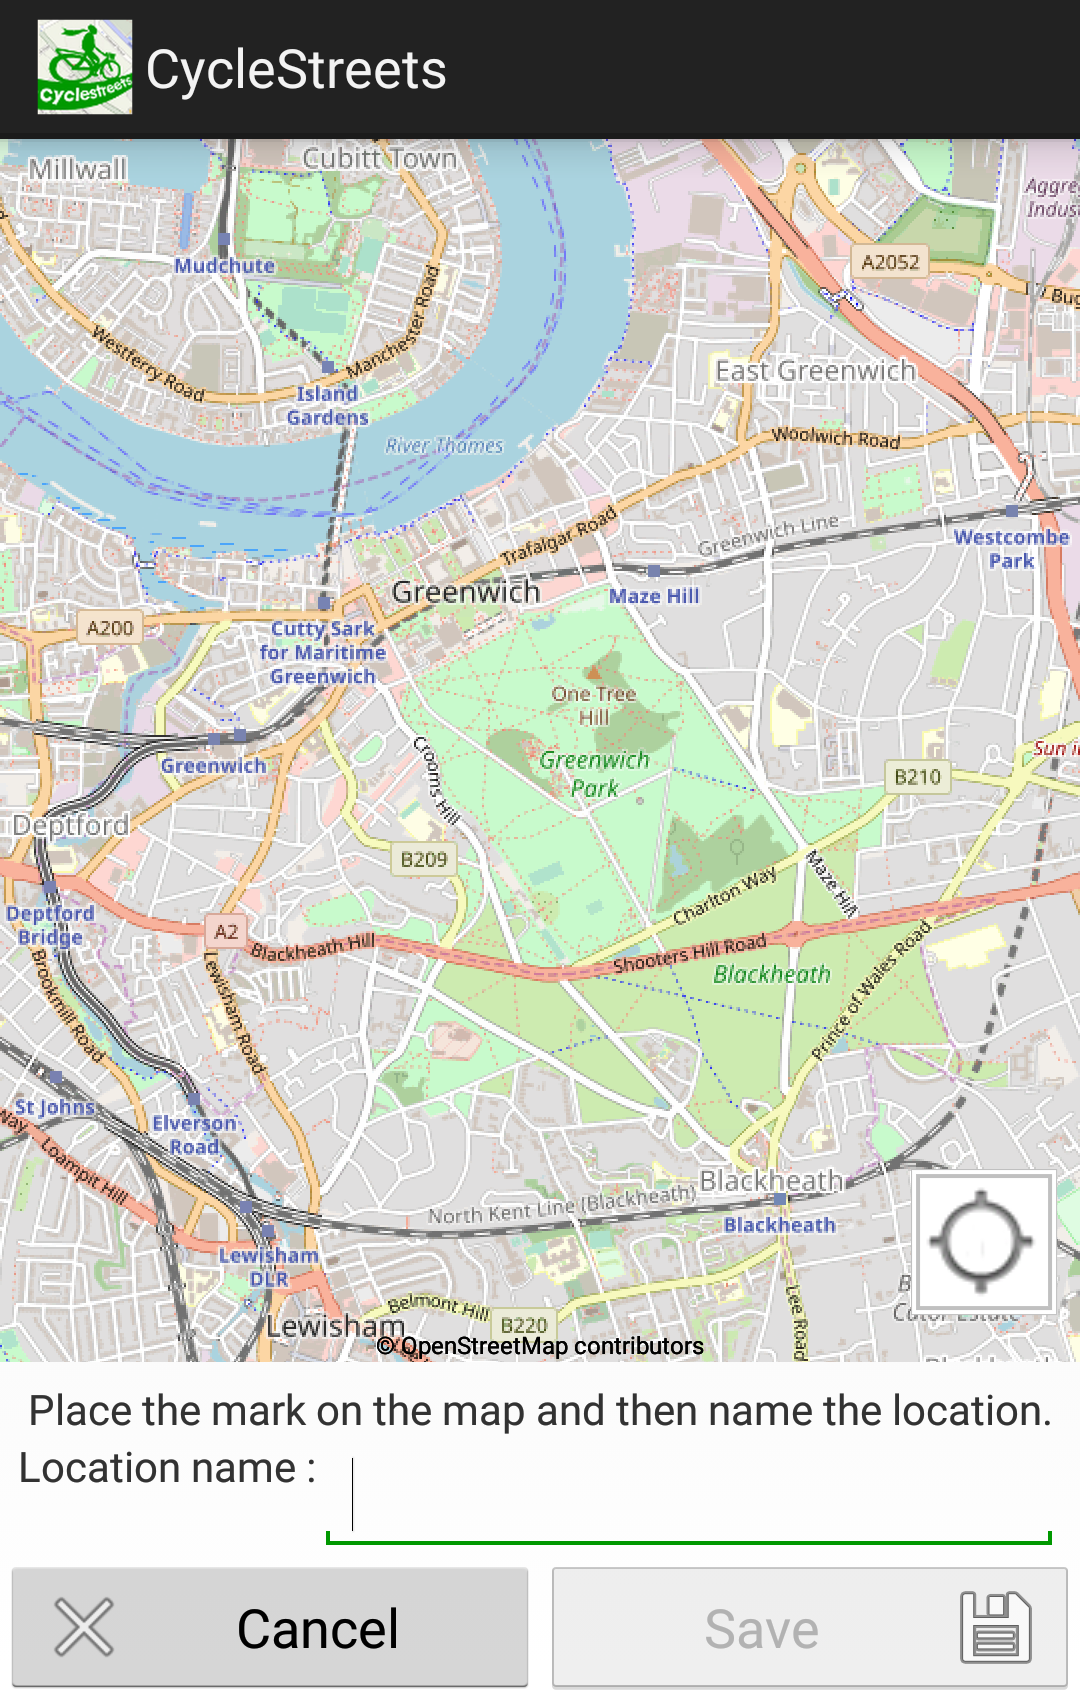 Cyclestreets
CycleStreets
Millwall
Cubitt Town
Mudchute
A2052
Westferry Road
Manchester Road
Island
Gardens
River Thames
East Greenwich
Woolwich Road
Trafalgar Road
Greenwich Line
Westcombe
Park
Greenwich
Maze Hill
A200
Cutty Sark
for Maritime
Greenwich
One Tree
Hill
Greenwich
Crooms Hill
Greenwich
Park
B210
Deptford
B209
Charlton Way
Maze Hill
Deptford
Bridge
A2
Blackheath Hill
Shooters Hill Road
Blackheath
Brookmill Road
Lewisham Road
Prince of Wales Road
St Johns
Elverson
Road
Loampit Hill
North Kent Line (Blackheath)
Blackheath
Blackheath
Lewisham
DLR
Belmont Hill
B220
Lee Road
Lewisham
© OpenStreetMap contributors
Place the mark on the map and then name the location.
Location name :
Cancel
Save